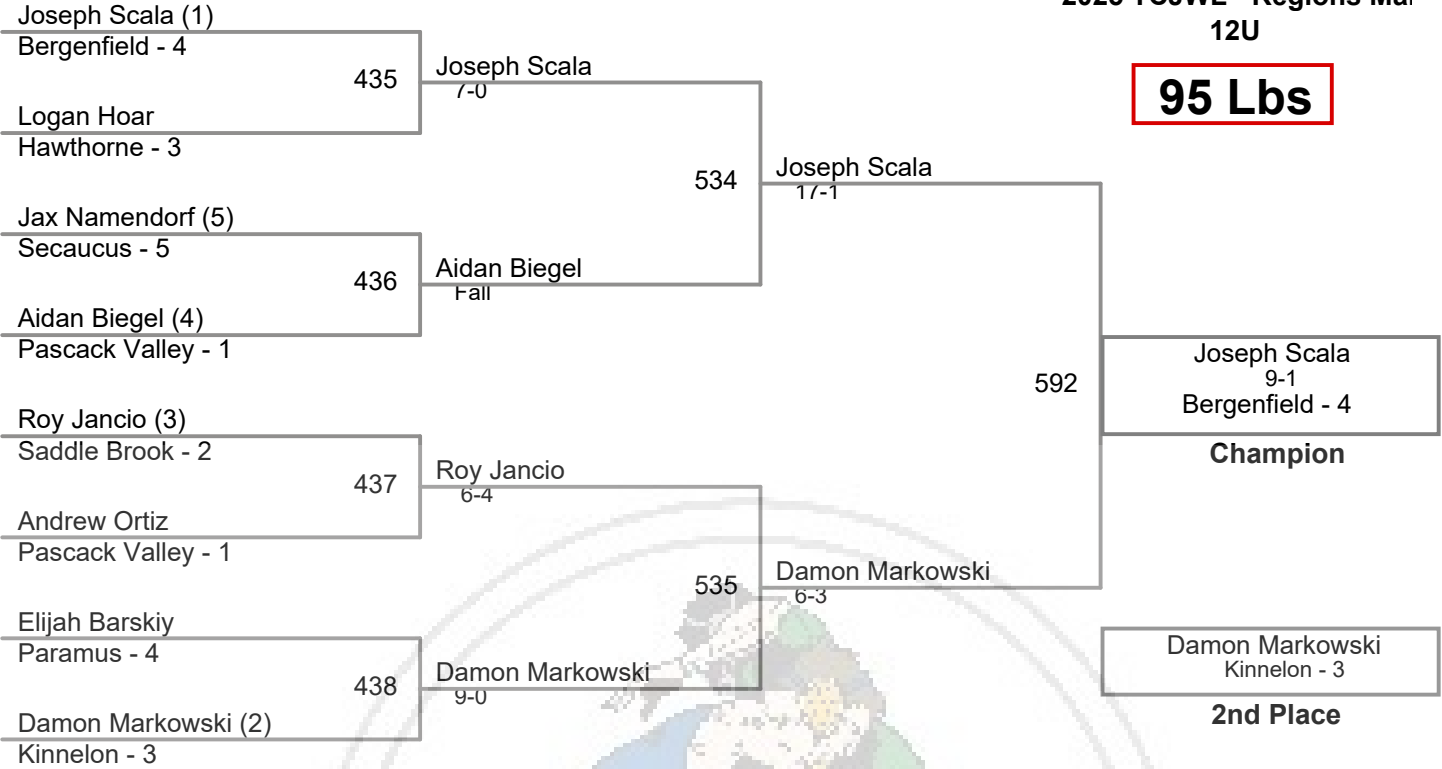 Joseph Scala (1)
Bergenfield - 4
435
Logan Hoar
Hawthorne - 3
Joseph Scala
7-0
Jax Namendorf (5)
Secaucus - 5
436
Aidan Biegel (4)
Pascack Valley - 1
Aidan Biegel
Fall
534
Joseph Scala
17-1
Roy Jancio (3)
Saddle Brook - 2
437
Andrew Ortiz
Pascack Valley - 1
Roy Jancio
6-4
Elijah Barskiy
Paramus - 4
438
Damon Markowski (2)
Kinnelon - 3
Damon Markowski
9-0
535
Damon Markowski
6-3
592
12U
95 Lbs
Joseph Scala
9-1
Bergenfield - 4
Champion
Damon Markowski
Kinnelon - 3
2nd Place